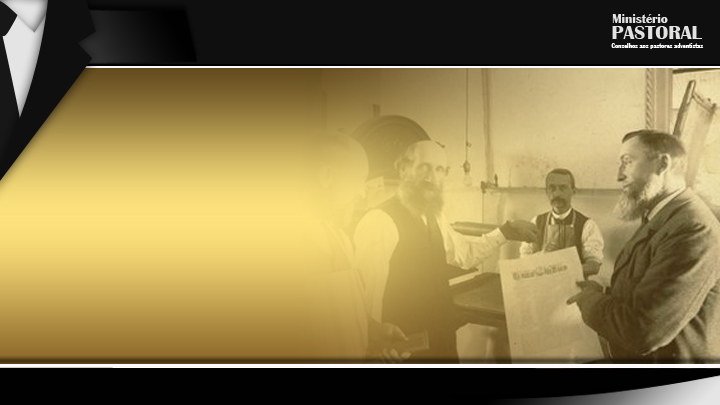 Ministério
PASTORAL
Conselhos aos pastores adventistas